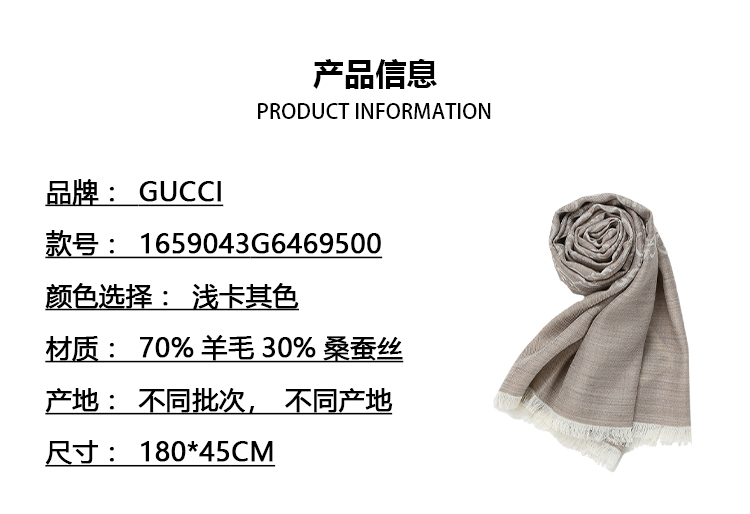 产品信息
PRODUCT INFORMATION
品牌： GUCCI
款号： 1659043G6469500
颜色选择： 浅卡其色
材质： 70% 羊毛 30% 桑蚕丝
产地： 不同批次， 不同产地
尺寸： 180*45CM